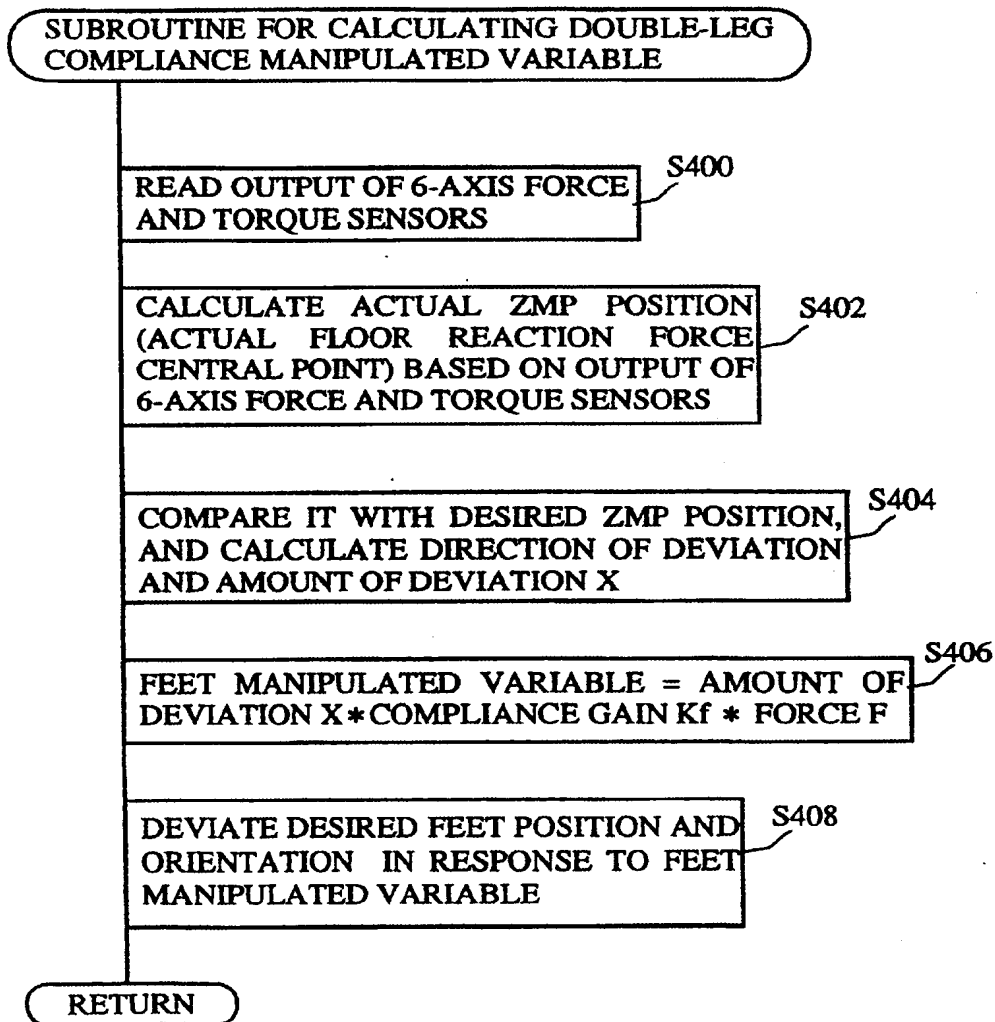 SUBROUTINE FOR CALCULATING DOUBLE-LEG
COMPLIANCE MANIPULATED VARIABLE
S400
READ OUTPUT OF 6-AXIS FORCE
AND TORQUE SENSORS
S402
CALCULATE ACTUAL ZMP POSITION
(ACTUAL FLOOR REACTION FORCE
CENTRAL POINT) BASED ON OUTPUT OF
6-AXIS FORCE AND TORQUE SENSORS
S404
COMPARE IT WITH DESIRED ZMP POSITION,
AND CALCULATE DIRECTION OF DEVIATION
AND AMOUNT OF DEVIATION X
S406
FEET MANIPULATED VARIABLE = AMOUNT OF
DEVIATION X * COMPLIANCE GAIN Kf * FORCE F
S408
DEVIATE DESIRED FEET POSITION AND
ORIENTATION IN RESPONSE TO FEET
MANIPULATED VARIABLE
RETURN